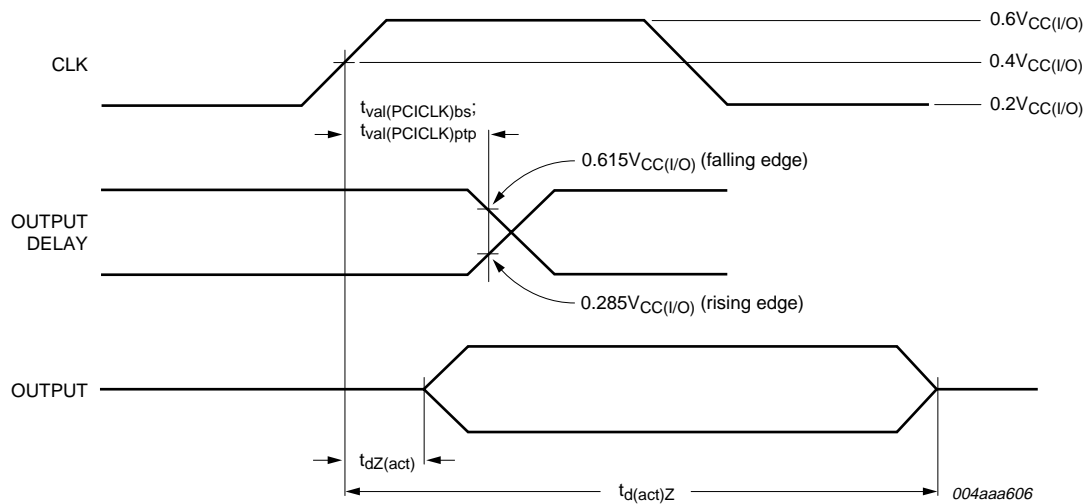 0.6VCC(I/O)
CLK
0.4VCC(I/O)
0.2VCC(I/O)
tval(PCICLK)bs;
tval(PCICLK)ptp
0.615VCC(I/O) (falling edge)
OUTPUT
DELAY
0.285VCC(I/O) (rising edge)
OUTPUT
tdZ(act)
td(act)Z
004aaa606